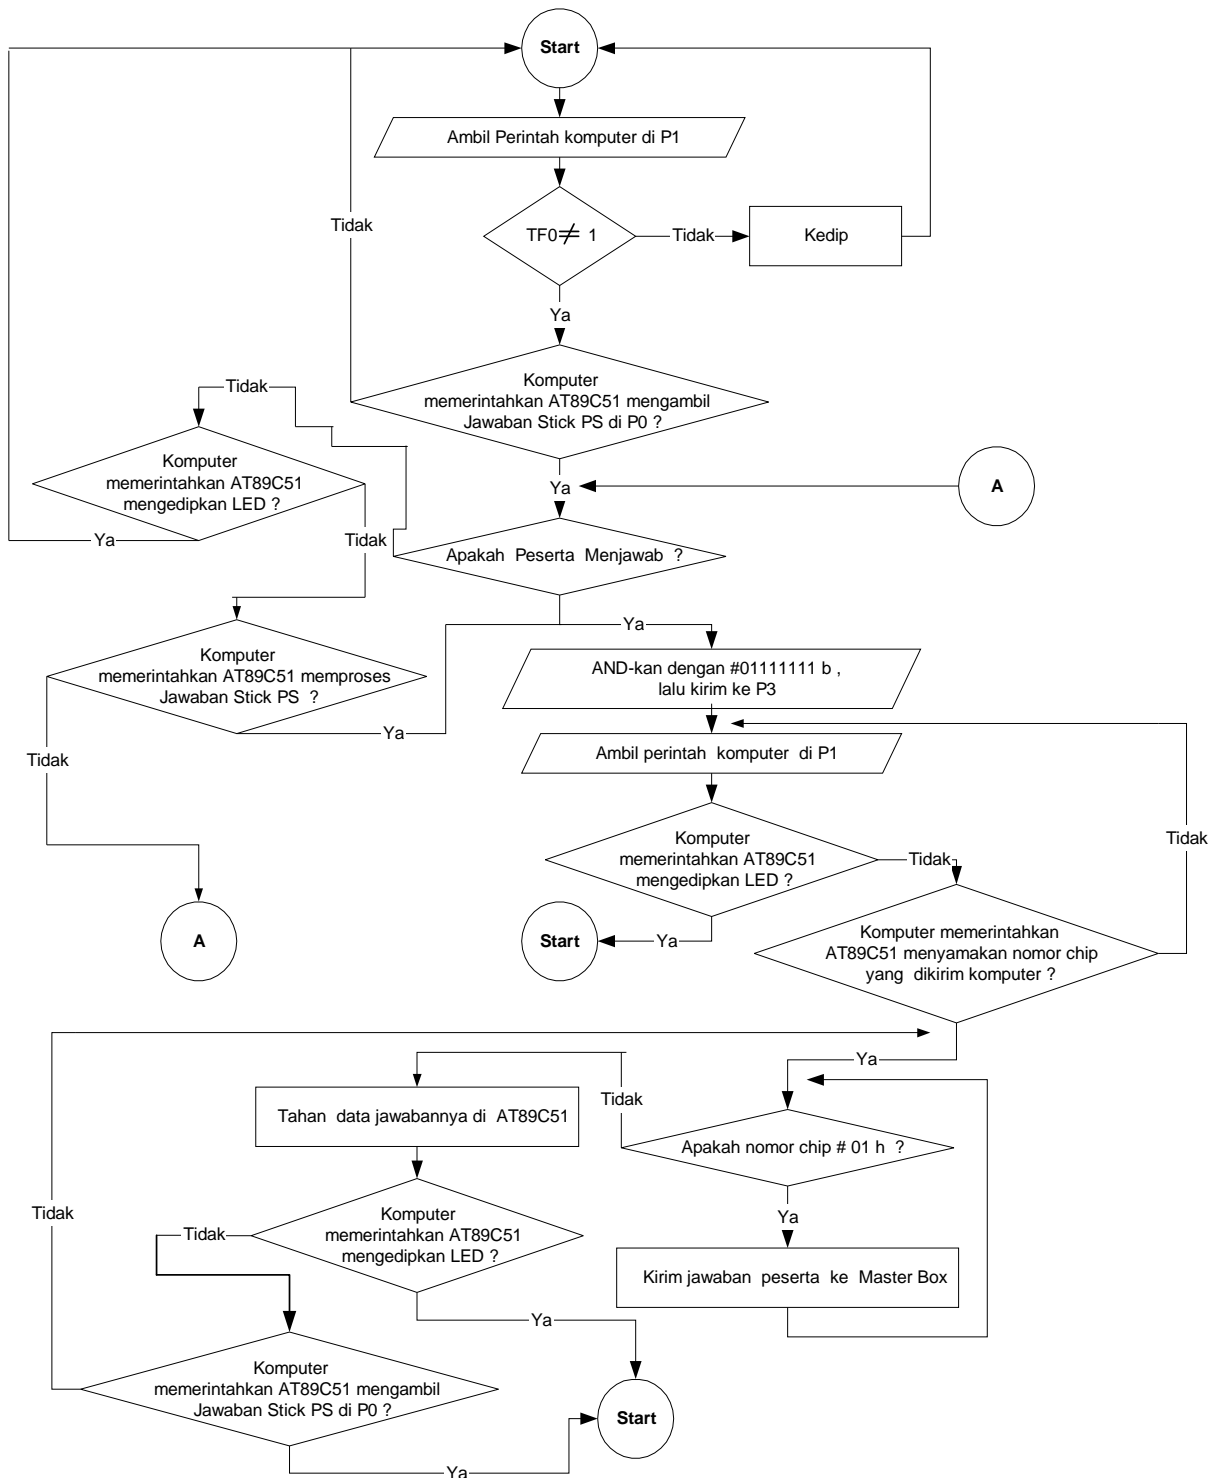 Start
Ambil Perintah komputer di P1
Tidak
TF0≠ 1
Tidak
Kedip
Ya
Komputer
memerintahkan AT89C51 mengambil
Jawaban Stick PS di P0 ?
Tidak
Komputer
memerintahkan AT89C51
mengedipkan LED ?
Ya
Tidak
Ya
A
Apakah Peserta Menjawab ?
Ya
Komputer
memerintahkan AT89C51 memproses
Jawaban Stick PS ?
Ya
Tidak
A
AND-kan dengan #01111111 b ,
lalu kirim ke P3
Ambil perintah komputer di P1
Komputer
memerintahkan AT89C51
mengedipkan LED ?
Tidak
Tidak
Start
Ya
Komputer memerintahkan
AT89C51 menyamakan nomor chip
yang dikirim komputer ?
Ya
Tidak
Apakah nomor chip # 01 h ?
Tahan data jawabannya di AT89C51
Ya
Kirim jawaban peserta ke Master Box
Komputer
memerintahkan AT89C51
mengedipkan LED ?
Tidak
Tidak
Ya
Komputer
memerintahkan AT89C51 mengambil
Jawaban Stick PS di P0 ?
Start
Ya